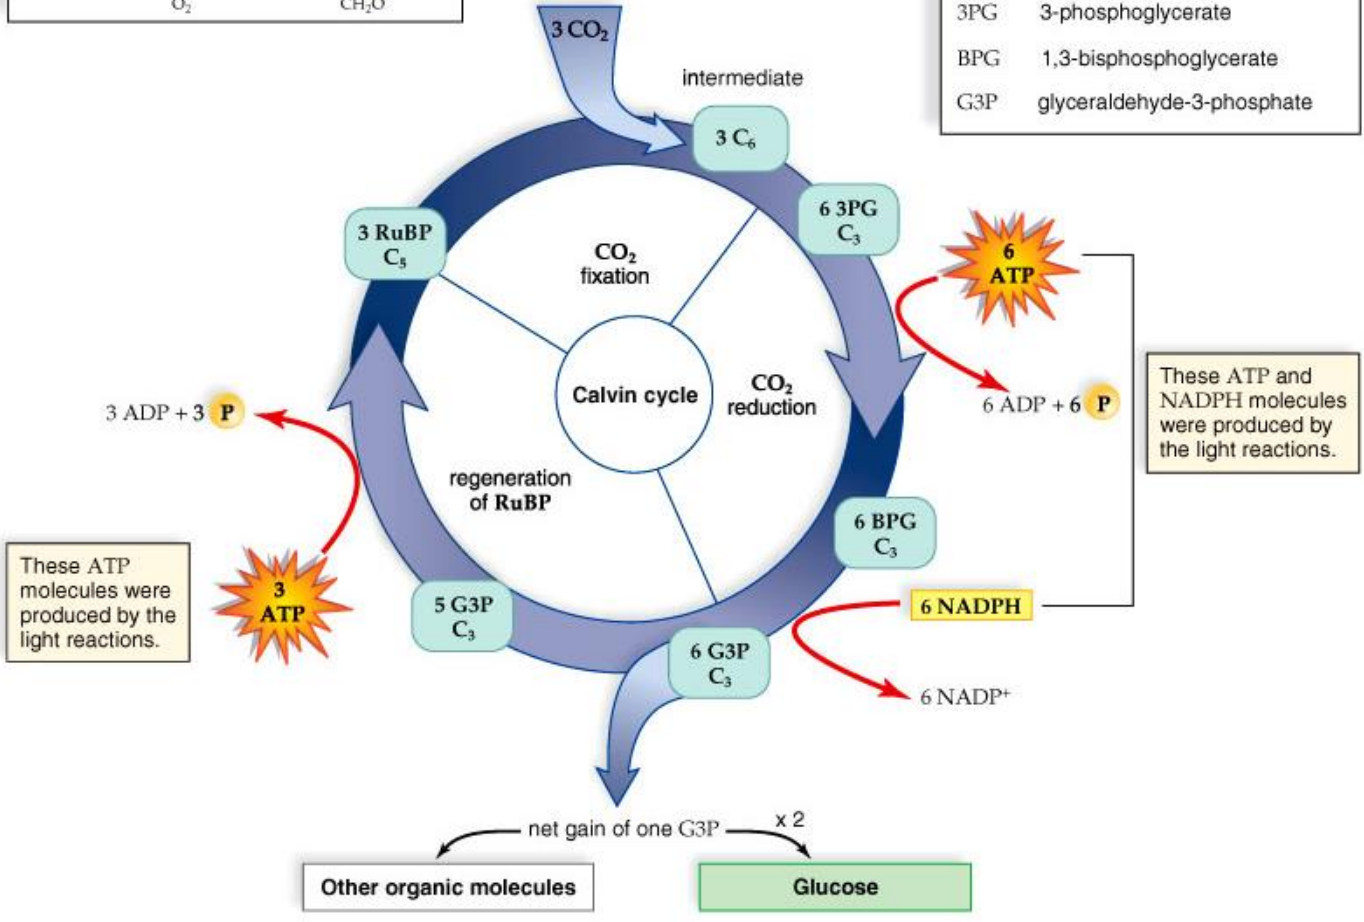 O₂ CH₂O
3PG 3-phosphoglycerate
BPG 1,3-bisphosphoglycerate
G3P glyceraldehyde-3-phosphate
3 CO₂
intermediate
3 C₆
6 3PG
C₃
3 RuBP
C₅
CO₂
fixation
6
ATP
Calvin cycle
CO₂
reduction
These ATP and
NADPH molecules
were produced by
the light reactions.
3 ADP + 3 P
6 ADP + 6 P
regeneration
of RuBP
6 BPG
C₃
These ATP
molecules were
produced by the
light reactions.
3
ATP
5 G3P
C₃
6 NADPH
6 G3P
C₃
6 NADP⁺
net gain of one G3P
x 2
Other organic molecules
Glucose